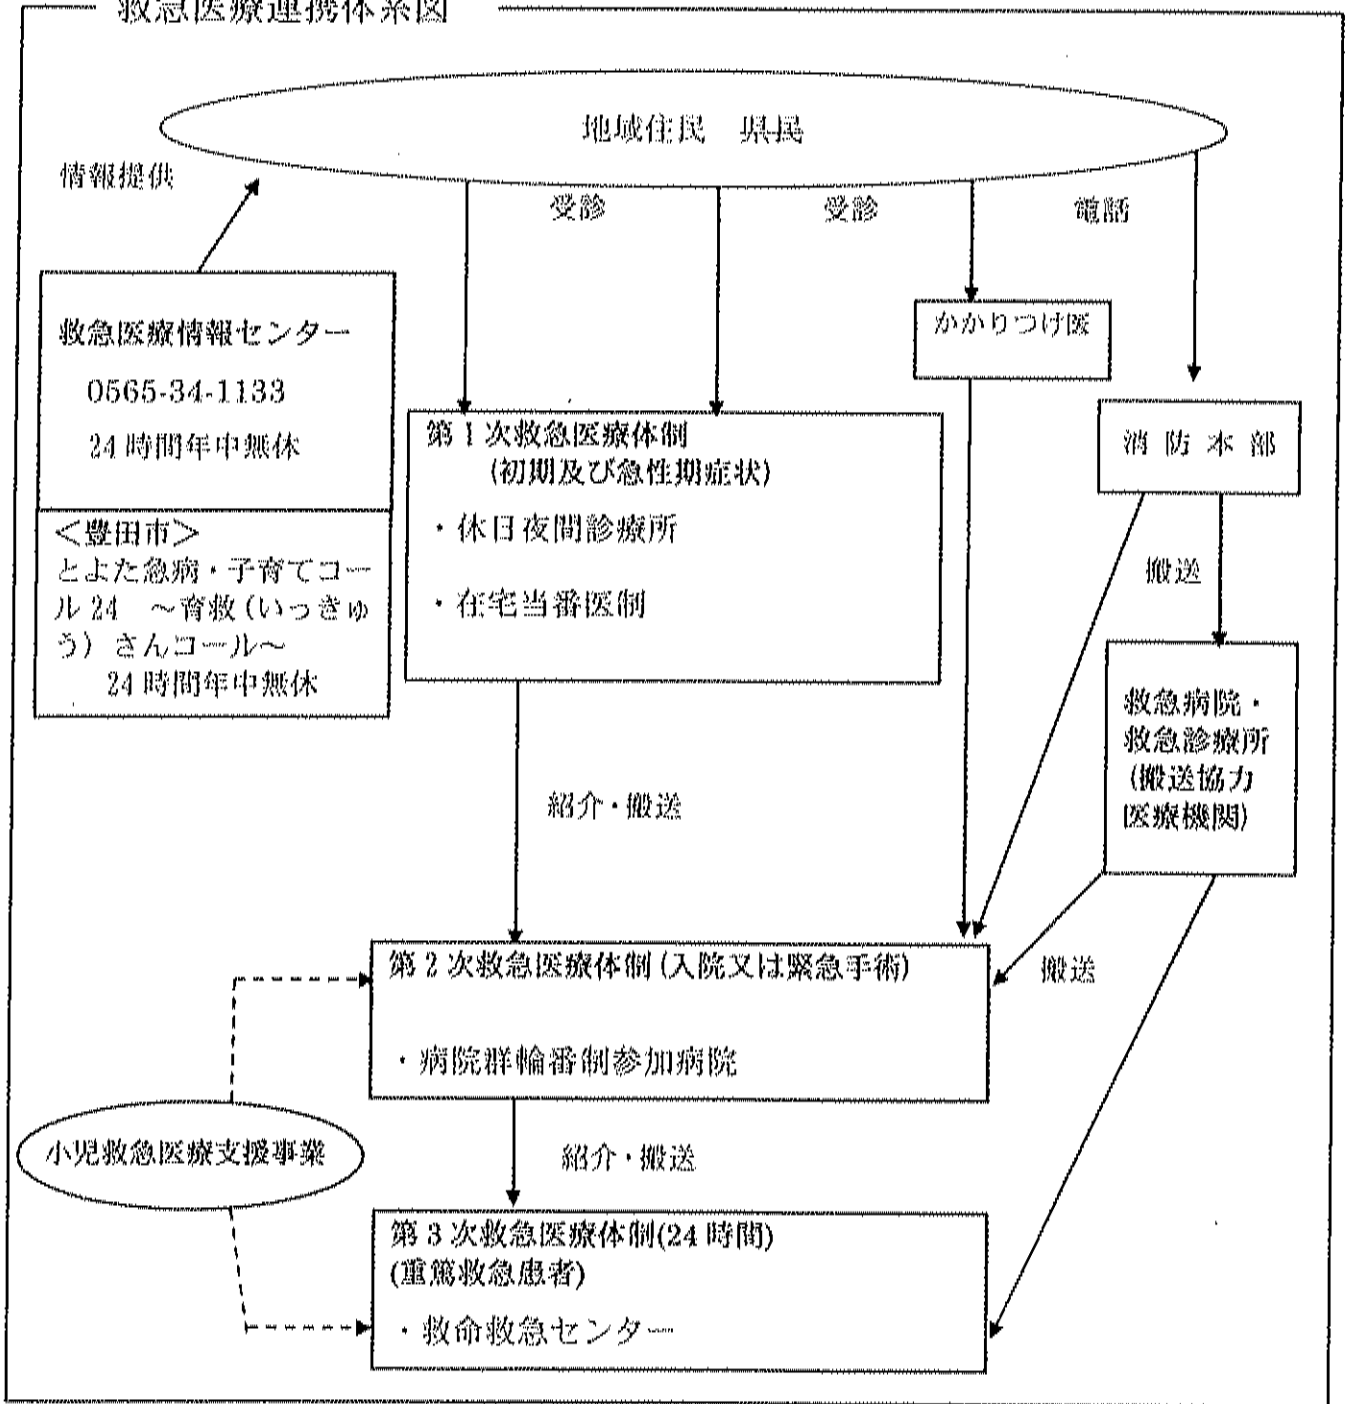 救急医療連携体系図
地域住民　県民
情報提供
受診
受診
電話
かかりつけ医
救急医療情報センター
0565-34-1133
24時間年中無休
<豊田市>
とよた急病・子育てコー
ル24　～育救(いっきゅ
う) さんコール～
24時間年中無休
第1次救急医療体制
(初期及び急性期症状)
・休日夜間診療所
・在宅当番医制
消防本部
搬送
救急病院・
救急診療所
(搬送協力
医療機関)
紹介・搬送
搬送
第2次救急医療体制(入院又は緊急手術)
・病院群輪番制参加病院
小児救急医療支援事業
紹介・搬送
第3次救急医療体制(24時間)
(重篤救急患者)
・救命救急センター